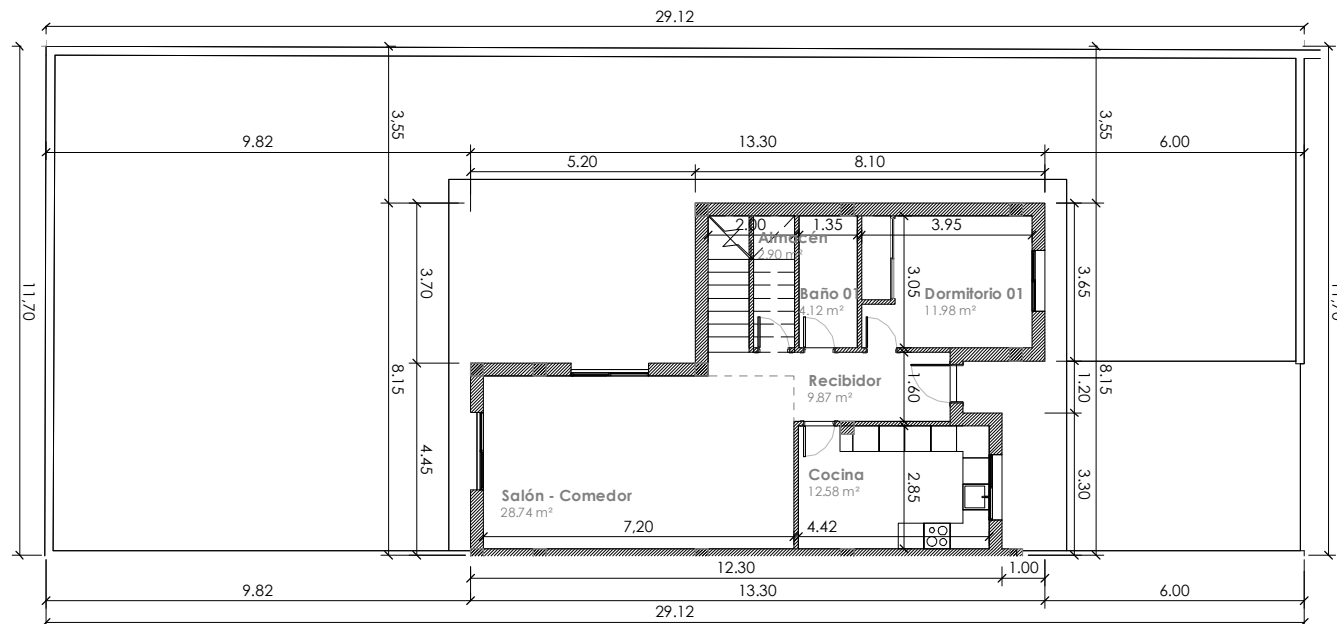 29.12
3,55
3,55
9.82
13.30
6.00
5.20
8.10
2.00
1.35
3.95
Almacén
2.90 m²
3.70
3.05
3.65
11,70
11,70
Baño 01
4.12 m²
Dormitorio 01
11.98 m²
8.15
Recibidor
9.87 m²
1.60
1.20
8.15
4.45
Cocina
12.58 m²
2.85
3.30
Salón - Comedor
28.74 m²
7,20
4.42
12.30
1.00
9.82
13.30
6.00
29.12